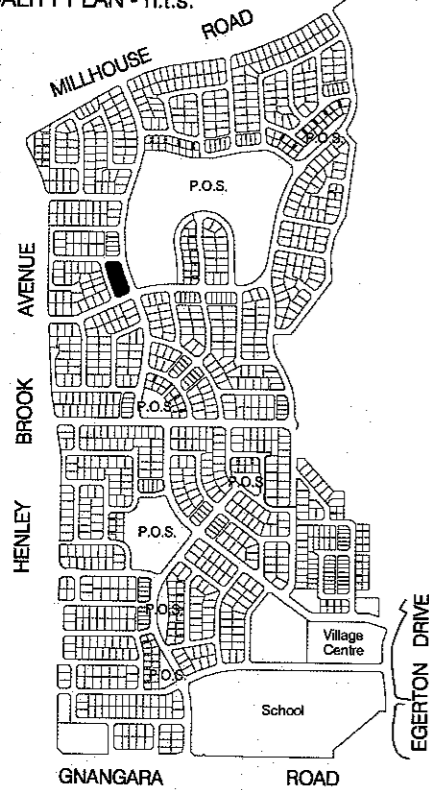 ALITY PLAN - n.t.s.
MILLHOUSE ROAD
P.O.S.
P.O.S.
HENLEY BROOK AVENUE
P.O.S.
P.O.S.
P.O.S.
P.O.S.
P.O.S.
Village
Centre
School
EGERTON DRIVE
GNANGARA ROAD